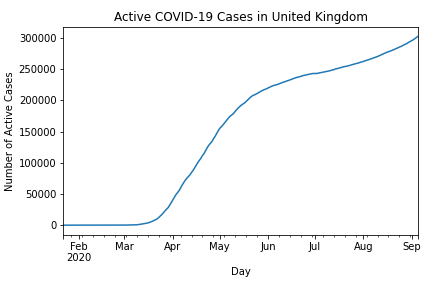 Active COVID-19 Cases in United Kingdom
Number of Active Cases
300000
250000
200000
150000
100000
50000
0
Feb Mar Apr May Jun Jul Aug Sep
2020
Day